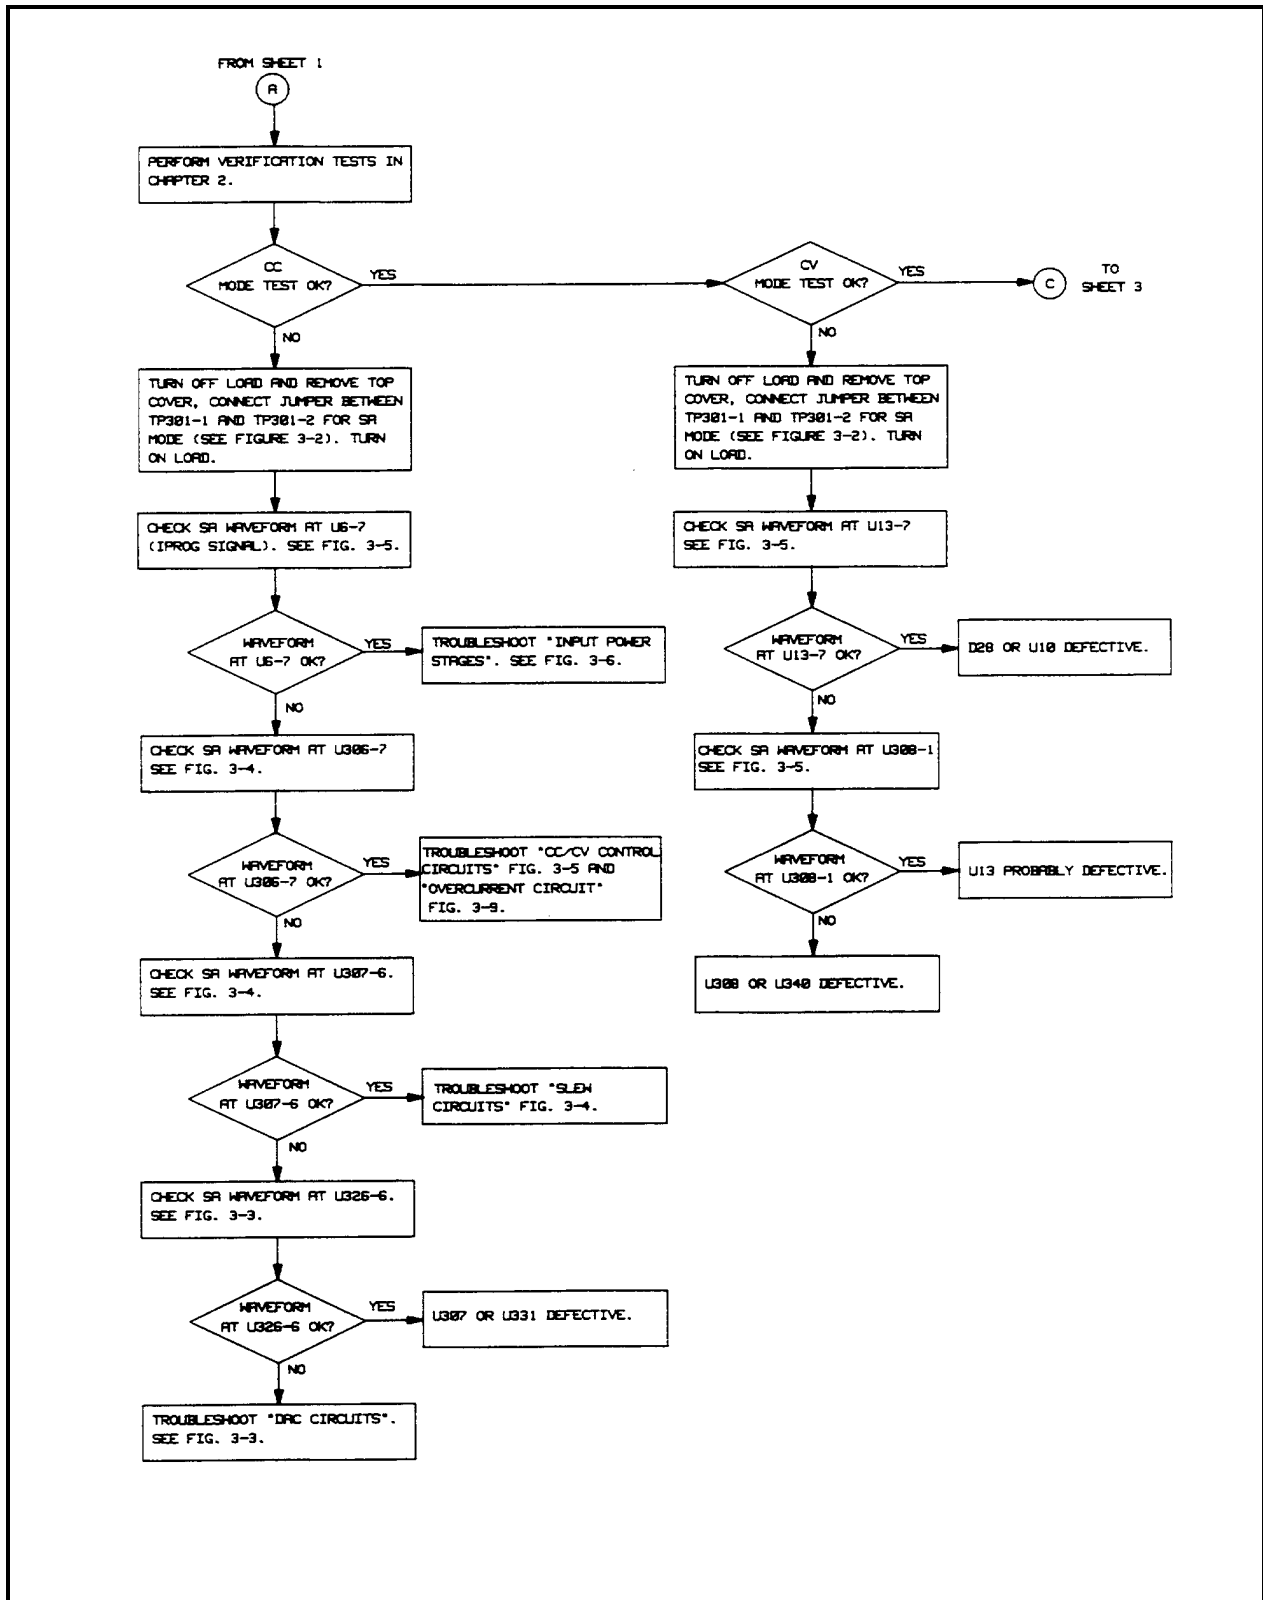 FROM SHEET 1
A
PERFORM VERIFICATION TESTS IN
CHAPTER 2.
CC
MODE TEST OK?
YES
NO
CV
MODE TEST OK?
YES
NO
C
TO
SHEET 3
TURN OFF LOAD AND REMOVE TOP
COVER, CONNECT JUMPER BETWEEN
TP301-1 AND TP301-2 FOR SA
MODE (SEE FIGURE 3-2). TURN
ON LOAD.
CHECK SA WAVEFORM AT U6-7
(IPROG SIGNAL). SEE FIG. 3-5.
WAVEFORM
AT U6-7 OK?
YES
NO
TROUBLESHOOT "INPUT POWER
STAGES". SEE FIG. 3-6.
CHECK SA WAVEFORM AT U306-7
SEE FIG. 3-4.
WAVEFORM
AT U306-7 OK?
YES
NO
TROUBLESHOOT "CC/CV CONTROL
CIRCUITS" FIG. 3-5 AND
"OVERCURRENT CIRCUIT"
FIG. 3-9.
CHECK SA WAVEFORM AT U307-6.
SEE FIG. 3-4.
WAVEFORM
AT U307-6 OK?
YES
NO
TROUBLESHOOT "SLEW
CIRCUITS" FIG. 3-4.
CHECK SA WAVEFORM AT U326-6.
SEE FIG. 3-3.
WAVEFORM
AT U326-6 OK?
YES
NO
U307 OR U331 DEFECTIVE.
TROUBLESHOOT "DAC CIRCUITS".
SEE FIG. 3-3.
TURN OFF LOAD AND REMOVE TOP
COVER, CONNECT JUMPER BETWEEN
TP301-1 AND TP301-2 FOR SA
MODE (SEE FIGURE 3-2). TURN
ON LOAD.
CHECK SA WAVEFORM AT U13-7
SEE FIG. 3-5.
WAVEFORM
AT U13-7 OK?
YES
NO
D28 OR U10 DEFECTIVE.
CHECK SA WAVEFORM AT U308-1
SEE FIG. 3-5.
WAVEFORM
AT U308-1 OK?
YES
NO
U13 PROBABLY DEFECTIVE.
U308 OR U340 DEFECTIVE.